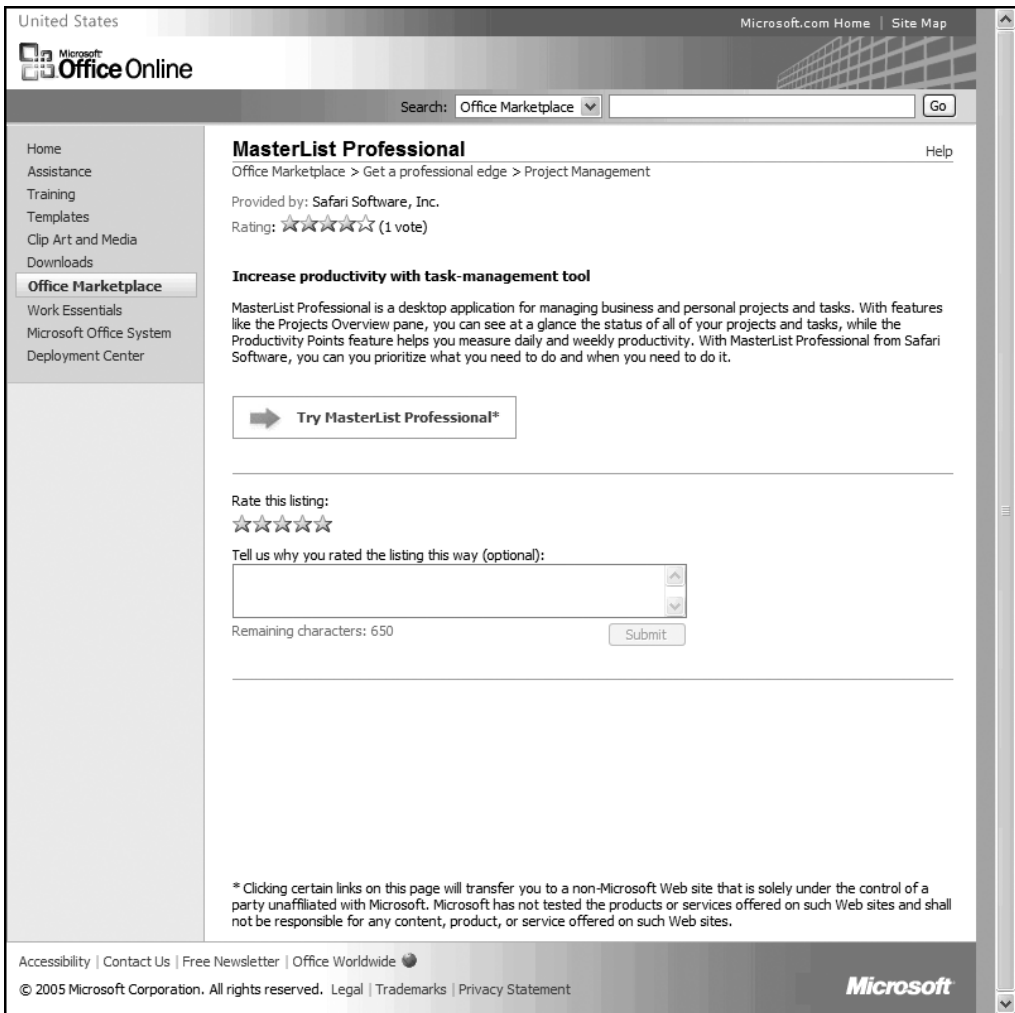 United States
Microsoft.com Home | Site Map
Microsoft
Office Online
Search: Office Marketplace Go
Home
Assistance
Training
Templates
Clip Art and Media
Downloads
Office Marketplace
Work Essentials
Microsoft Office System
Deployment Center
MasterList Professional
Help
Office Marketplace > Get a professional edge > Project Management
Provided by: Safari Software, Inc.
Rating: (1 vote)
Increase productivity with task-management tool
MasterList Professional is a desktop application for managing business and personal projects and tasks. With features
like the Projects Overview pane, you can see at a glance the status of all of your projects and tasks, while the
Productivity Points feature helps you measure daily and weekly productivity. With MasterList Professional from Safari
Software, you can you prioritize what you need to do and when you need to do it.
Try MasterList Professional*
Rate this listing:
Tell us why you rated the listing this way (optional):
Remaining characters: 650
Submit
* Clicking certain links on this page will transfer you to a non-Microsoft Web site that is solely under the control of a
party unaffiliated with Microsoft. Microsoft has not tested the products or services offered on such Web sites and shall
not be responsible for any content, product, or service offered on such Web sites.
Accessibility | Contact Us | Free Newsletter | Office Worldwide
© 2005 Microsoft Corporation. All rights reserved. Legal | Trademarks | Privacy Statement
Microsoft